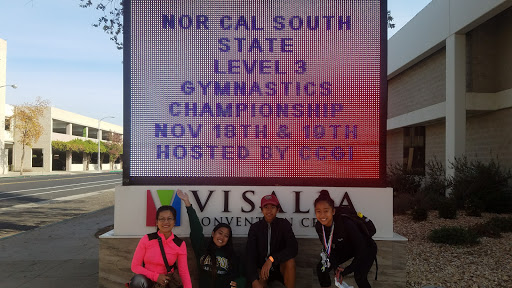 NOR CAL SOUTH
STATE
LEVEL 3
GYMNASTICS
CHAMPIONSHIP
NOV 18TH & 19TH
HOSTED BY CCGI
VISALIA
CONVENTION